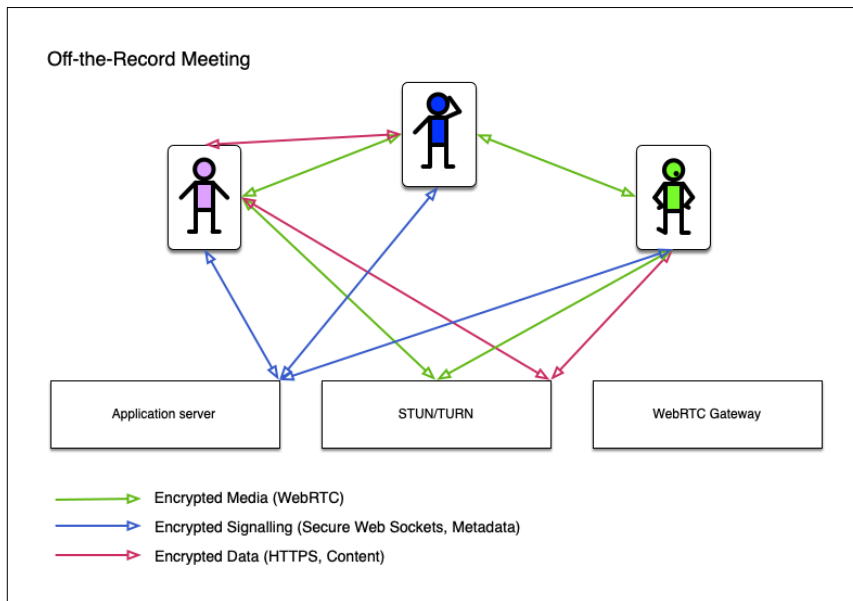 Off-the-Record Meeting
Application server
STUN/TURN
WebRTC Gateway
Encrypted Media (WebRTC)
Encrypted Signalling (Secure Web Sockets, Metadata)
Encrypted Data (HTTPS, Content)